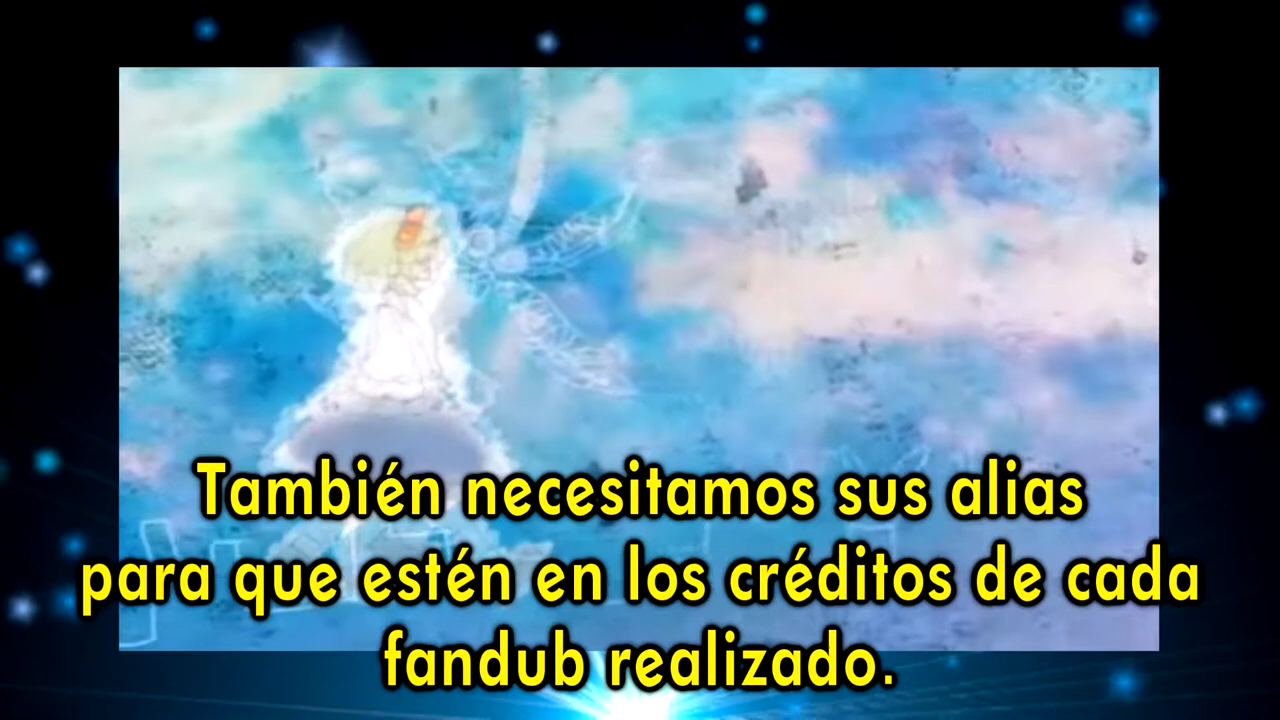 También necesitamos sus alias
para que estén en los créditos de cada
fandub realizado.